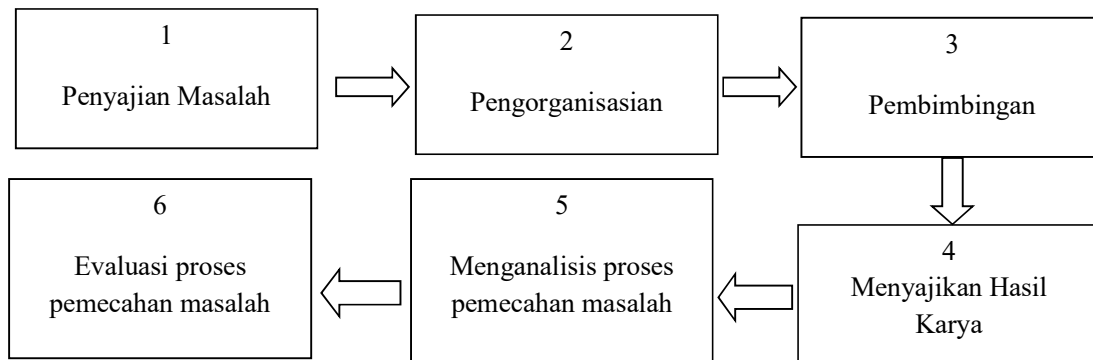 1
Penyajian Masalah
2
Pengorganisasian
3
Pembimbingan
4
Menyajikan Hasil
Karya
5
Menganalisis proses
pemecahan masalah
6
Evaluasi proses
pemecahan masalah